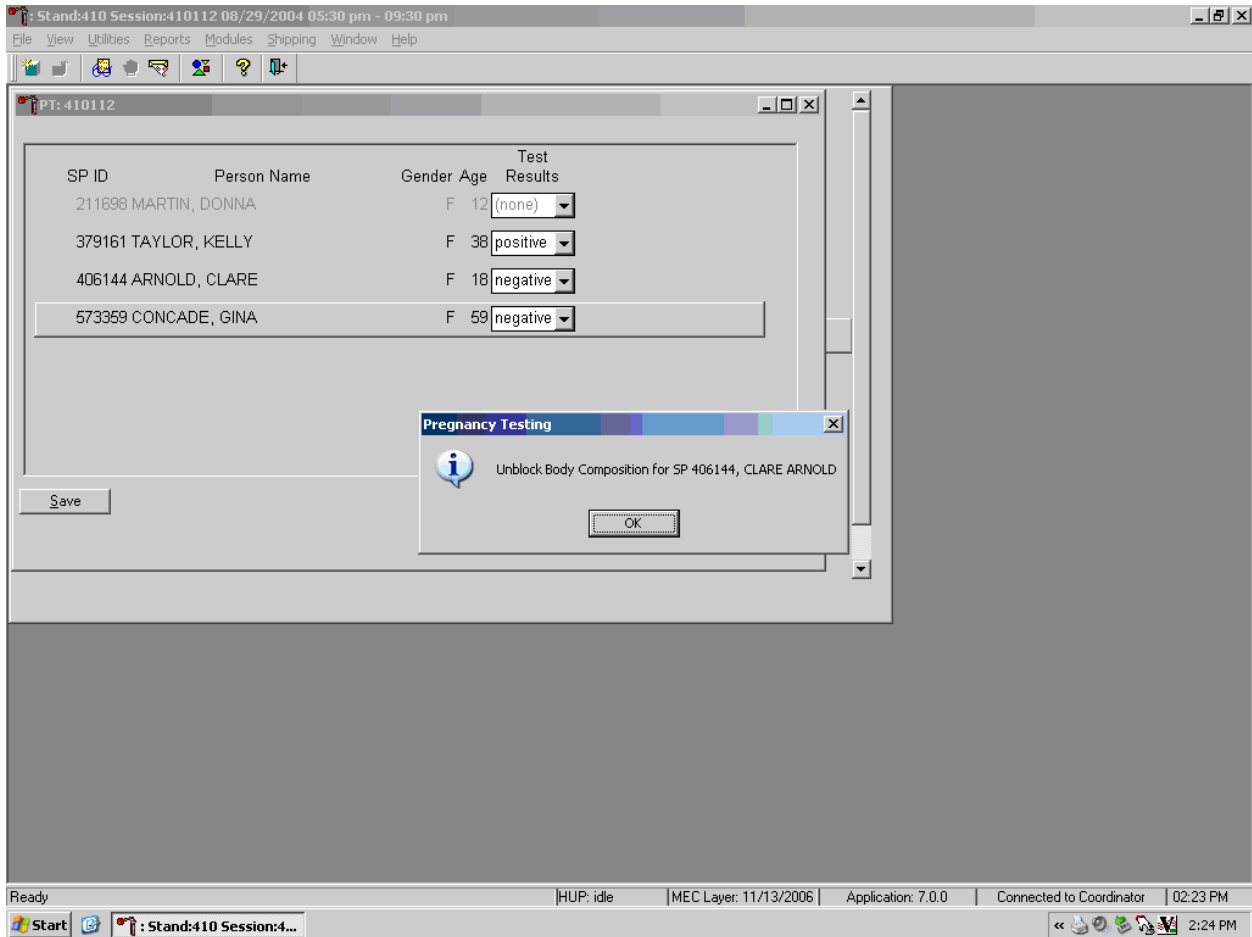 : Stand:410 Session:410112 08/29/2004 05:30 pm - 09:30 pm
File View Utilities Reports Modules Shipping Window Help
PT: 410112
Test
SP ID Person Name Gender Age Results
211698 MARTIN, DONNA F 12 (none)
379161 TAYLOR, KELLY F 38 positive
406144 ARNOLD, CLARE F 18 negative
573359 CONCADE, GINA F 59 negative
Pregnancy Testing
Unblock Body Composition for SP 406144, CLARE ARNOLD
OK
Save
Ready HUP: idle MEC Layer: 11/13/2006 Application: 7.0.0 Connected to Coordinator 02:23 PM
Start : Stand:410 Session:4... « 2:24 PM